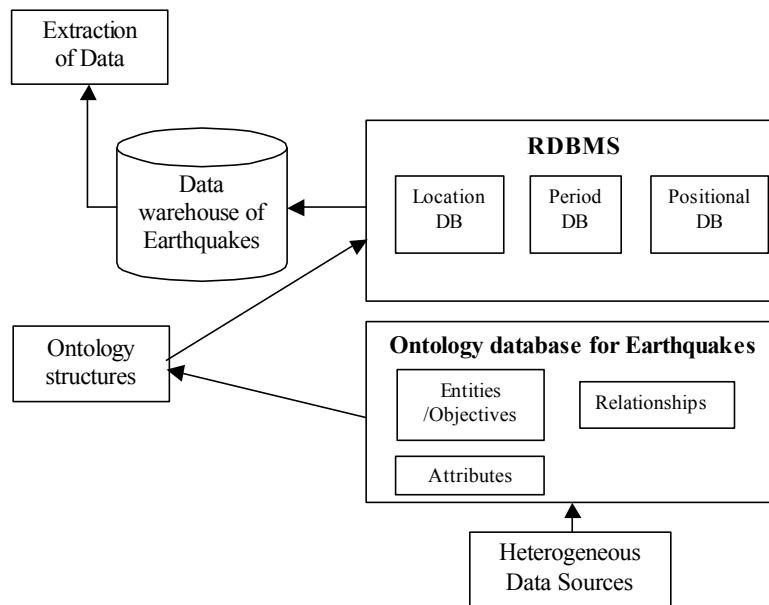 Extraction
of Data
RDBMS
Location
DB
Period
DB
Positional
DB
Data
warehouse of
Earthquakes
Ontology
structures
Ontology database for Earthquakes
Entities
/Objectives
Relationships
Attributes
Heterogeneous
Data Sources